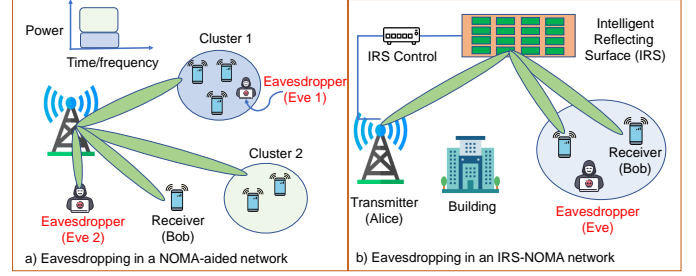 Power
Time/frequency
Cluster 1
Eavesdropper
(Eve 1)
Cluster 2
Eavesdropper
(Eve 2)
Receiver
(Bob)
a) Eavesdropping in a NOMA-aided network
IRS Control
Intelligent
Reflecting
Surface (IRS)
Transmitter
(Alice)
Building
Receiver
(Bob)
Eavesdropper
(Eve)
b) Eavesdropping in an IRS-NOMA network